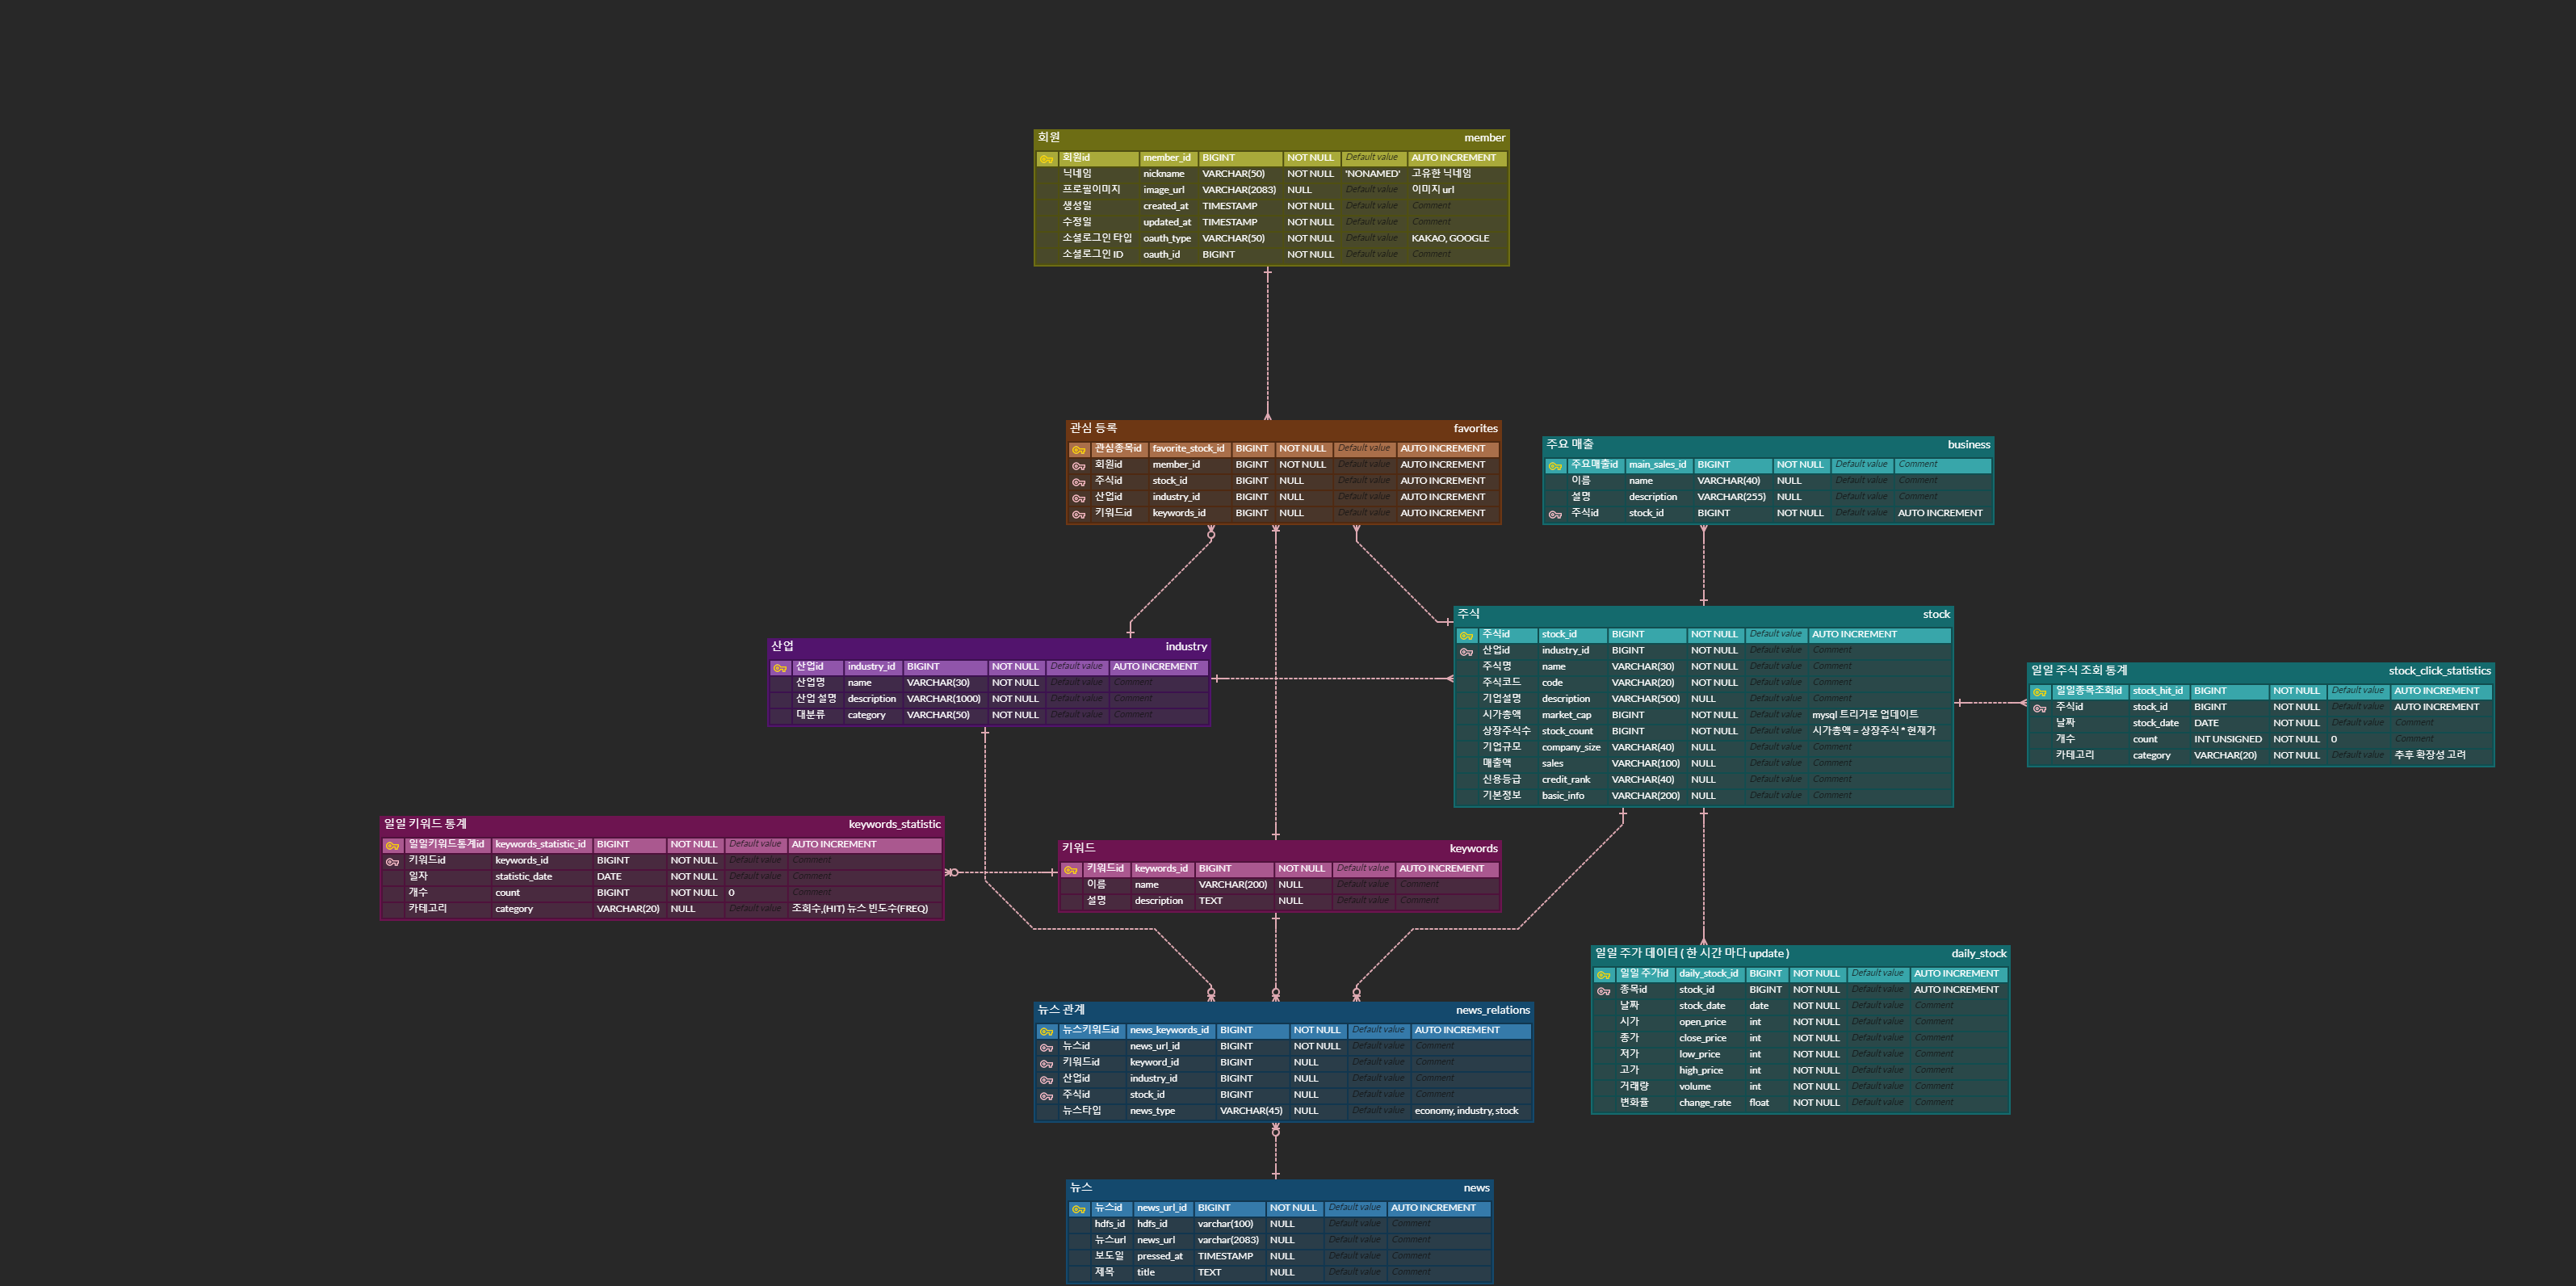 회원 member
회원id member_id BIGINT NOT NULL Default value AUTO INCREMENT
닉네임 nickname VARCHAR(50) NOT NULL 'NONAMED' 고유한 닉네임
프로필이미지 image_url VARCHAR(2083) NULL Default value 이미지 url
생성일 created_at TIMESTAMP NOT NULL Default value Comment
수정일 updated_at TIMESTAMP NOT NULL Default value Comment
소셜로그인 타입 oauth_type VARCHAR(50) NOT NULL Default value KAKAO, GOOGLE
소셜로그인 ID oauth_id BIGINT NOT NULL Default value Comment
관심 등록 favorites
관심종목id favorite_stock_id BIGINT NOT NULL Default value AUTO INCREMENT
회원id member_id BIGINT NOT NULL Default value AUTO INCREMENT
주식id stock_id BIGINT NULL Default value AUTO INCREMENT
산업id industry_id BIGINT NULL Default value AUTO INCREMENT
키워드id keywords_id BIGINT NULL Default value AUTO INCREMENT
주요 매출 business
주요매출id main_sales_id BIGINT NOT NULL Default value Comment
이름 name VARCHAR(40) NULL Default value Comment
설명 description VARCHAR(255) NULL Default value Comment
주식id stock_id BIGINT NOT NULL Default value AUTO INCREMENT
산업 industry
산업id industry_id BIGINT NOT NULL Default value AUTO INCREMENT
산업명 name VARCHAR(30) NOT NULL Default value Comment
산업 설명 description VARCHAR(1000) NOT NULL Default value Comment
대분류 category VARCHAR(50) NOT NULL Default value Comment
주식 stock
주식id stock_id BIGINT NOT NULL Default value AUTO INCREMENT
산업id industry_id BIGINT NOT NULL Default value Comment
주식명 name VARCHAR(30) NOT NULL Default value Comment
주식코드 code VARCHAR(20) NOT NULL Default value Comment
기업설명 description VARCHAR(500) NULL Default value Comment
시가총액 market_cap BIGINT NOT NULL Default value mysql 트리거로 업데이트
상장주식수 stock_count BIGINT NOT NULL Default value 시가총액 = 상장주식 * 현재가
기업규모 company_size VARCHAR(40) NULL Default value Comment
매출액 sales VARCHAR(100) NULL Default value Comment
신용등급 credit_rank VARCHAR(40) NULL Default value Comment
기본정보 basic_info VARCHAR(200) NULL Default value Comment
일일 주식 조회 통계 stock_click_statistics
일일종목조회id stock_hit_id BIGINT NOT NULL Default value AUTO INCREMENT
주식id stock_id BIGINT NOT NULL Default value AUTO INCREMENT
날짜 stock_date DATE NOT NULL Default value Comment
개수 count INT UNSIGNED NOT NULL 0 Comment
카테고리 category VARCHAR(20) NOT NULL Default value 추후 확장성 고려
일일 키워드 통계 keywords_statistic
일일키워드통계id keywords_statistic_id BIGINT NOT NULL Default value AUTO INCREMENT
키워드id keywords_id BIGINT NOT NULL Default value Comment
일자 statistic_date DATE NOT NULL Default value Comment
개수 count BIGINT NOT NULL 0 Comment
카테고리 category VARCHAR(20) NULL Default value 조회수,(HIT) 뉴스 빈도수(FREQ)
키워드 keywords
키워드id keywords_id BIGINT NOT NULL Default value AUTO INCREMENT
이름 name VARCHAR(200) NULL Default value Comment
설명 description TEXT NULL Default value Comment
일일 주가 데이터 ( 한 시간 마다 update ) daily_stock
일일 주가id daily_stock_id BIGINT NOT NULL Default value AUTO INCREMENT
종목id stock_id BIGINT NOT NULL Default value AUTO INCREMENT
날짜 stock_date date NOT NULL Default value Comment
시가 open_price int NOT NULL Default value Comment
종가 close_price int NOT NULL Default value Comment
저가 low_price int NOT NULL Default value Comment
고가 high_price int NOT NULL Default value Comment
거래량 volume int NOT NULL Default value Comment
변화율 change_rate float NOT NULL Default value Comment
뉴스 관계 news_relations
뉴스키워드id news_keywords_id BIGINT NOT NULL Default value AUTO INCREMENT
뉴스id news_url_id BIGINT NOT NULL Default value Comment
키워드id keyword_id BIGINT NULL Default value Comment
산업id industry_id BIGINT NULL Default value Comment
주식id stock_id BIGINT NULL Default value Comment
뉴스타입 news_type VARCHAR(45) NULL Default value economy, industry, stock
뉴스 news
뉴스id news_url_id BIGINT NOT NULL Default value AUTO INCREMENT
hdfs_id hdfs_id varchar(100) NULL Default value Comment
뉴스url news_url varchar(2083) NULL Default value Comment
보도일 pressed_at TIMESTAMP NULL Default value Comment
제목 title TEXT NULL Default value Comment